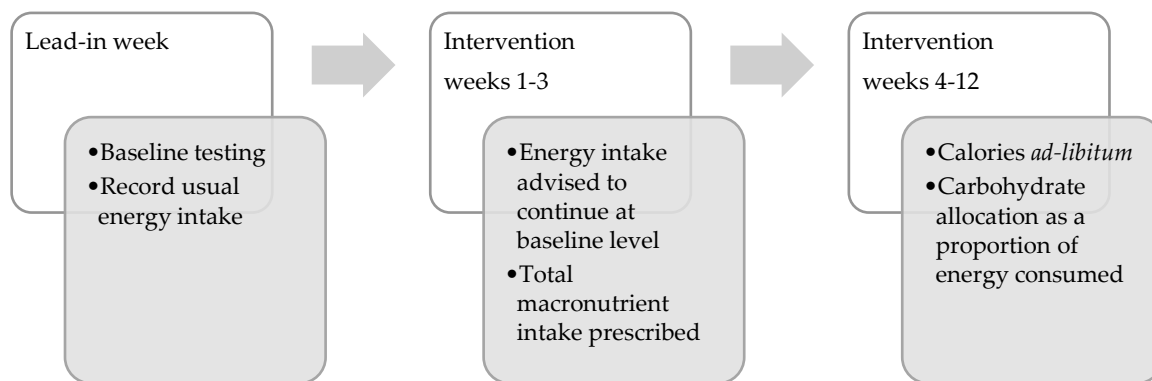 Lead-in week
•Baseline testing
•Record usual
energy intake
Intervention
weeks 1-3
•Energy intake
advised to
continue at
baseline level
•Total
macronutrient
intake prescribed
Intervention
weeks 4-12
•Calories ad-libitum
•Carbohydrate
allocation as a
proportion of
energy consumed